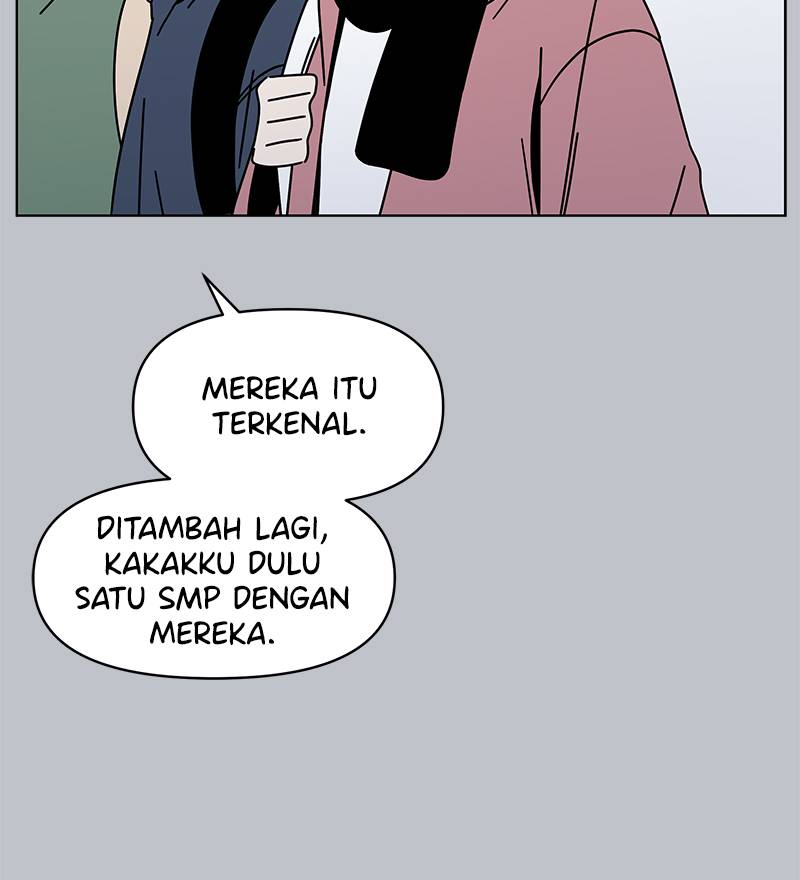 MEREKA ITU
TERKENAL.
DITAMBAH LAGI,
KAKAKKU DULU
SATU SMP DENGAN
MEREKA.